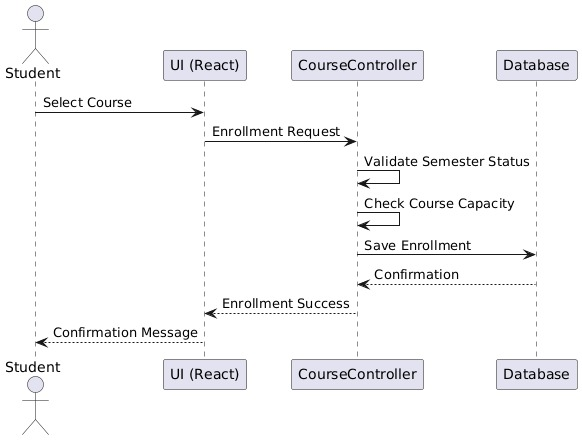 Student
UI (React)
CourseController
Database
Select Course
Enrollment Request
Validate Semester Status
Check Course Capacity
Save Enrollment
Confirmation
Enrollment Success
Confirmation Message
Student
UI (React)
CourseController
Database